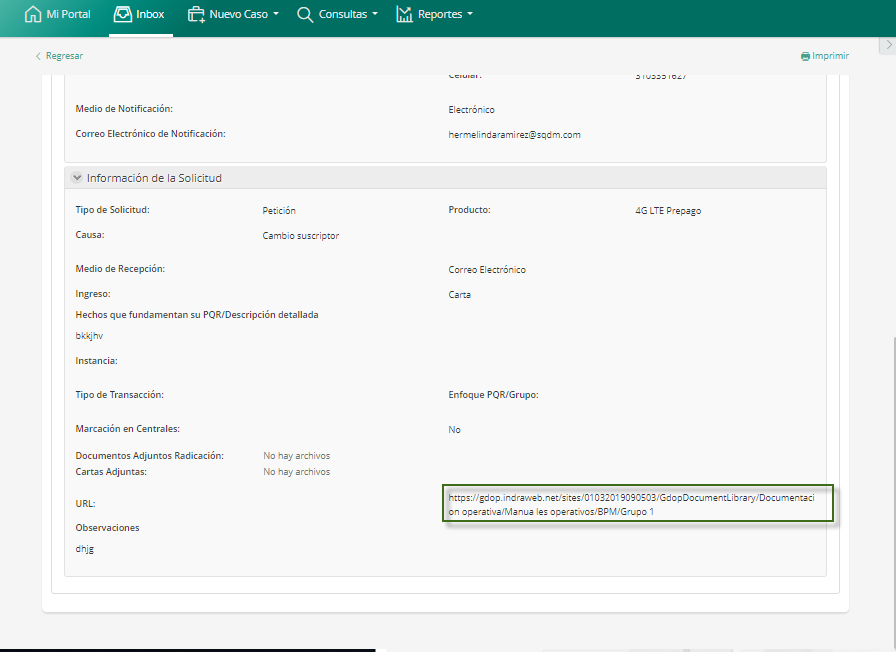 Mi Portal Inbox Nuevo Caso Consultas Reportes
Regresar Imprimir
Celular:
Medio de Notificación: Electrónico
Correo Electrónico de Notificación: hermelindaramirez@sqdm.com
Información de la Solicitud
Tipo de Solicitud: Petición Producto: 4G LTE Prepago
Causa: Cambio suscriptor
Medio de Recepción: Correo Electrónico
Ingreso: Carta
Hechos que fundamentan su PQR/Descripción detallada
bkkjhv
Instancia:
Tipo de Transacción: Enfoque PQR/Grupo:
Marcación en Centrales: No
Documentos Adjuntos Radicación: No hay archivos
Cartas Adjuntas: No hay archivos
URL: https://gdop.indraweb.net/sites/01032019090503/GdopDocumentLibrary/Documentaci
on operativa/Manua les operativos/BPM/Grupo 1
Observaciones
dhjg